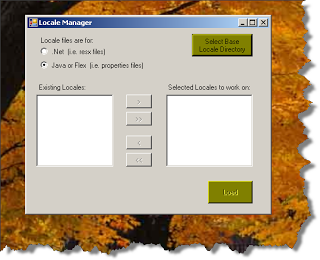 Locale Manager
Locale files are for:
.Net (i.e. resx files)
Java or Flex (i.e. properties files)
Select Base
Locale Directory
Existing Locales:
Selected Locales to work on:
>
>>
<
<<
Load